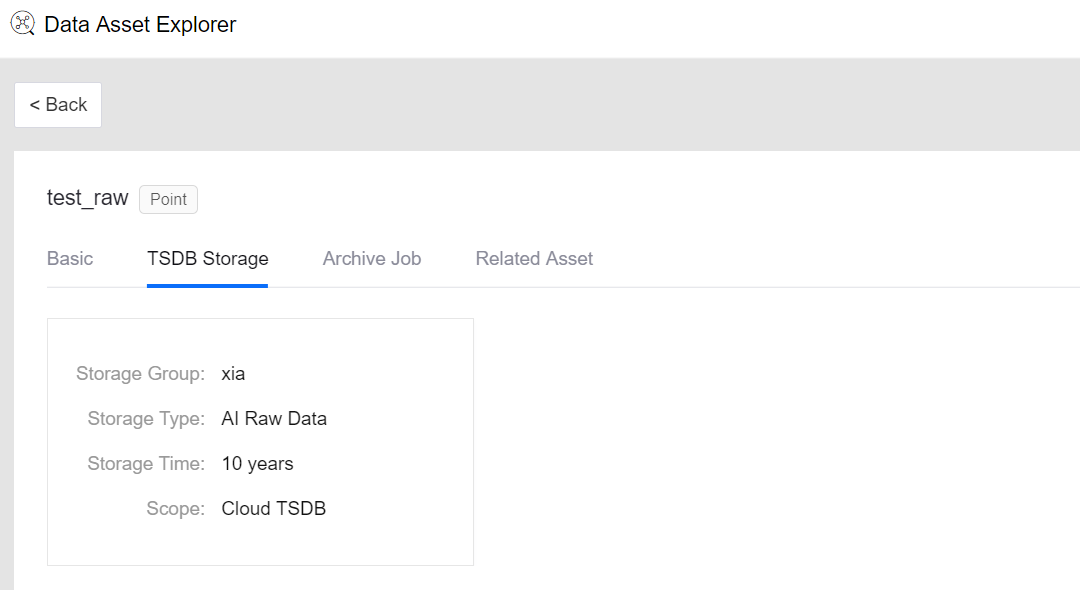 Data Asset Explorer
< Back
test_raw Point
Basic TSDB Storage Archive Job Related Asset
Storage Group: xia
Storage Type: AI Raw Data
Storage Time: 10 years
Scope: Cloud TSDB